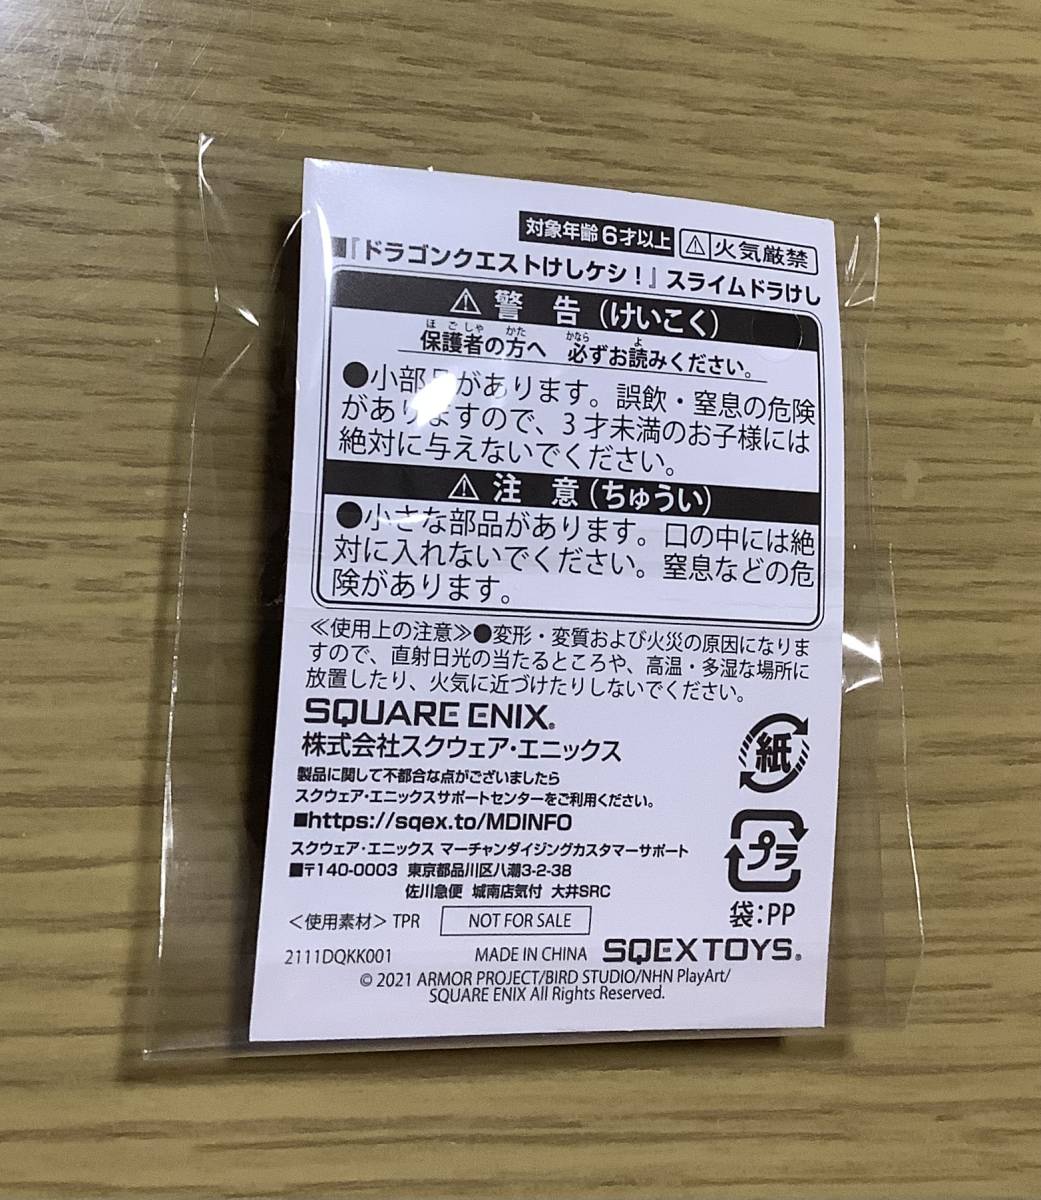 対象年齢6才以上 火気厳禁
■『ドラゴンクエストけしケシ!』スライムドラけし
警 告 (けいこく)
保護者の方へ 必ずお読みください。
●小部品があります。誤飲・窒息の危険
がありますので、3才未満のお子様には
絶対に与えないでください。
注 意 (ちゅうい)
●小さな部品があります。口の中には絶
対に入れないでください。窒息などの危
険があります。
≪使用上の注意≫●変形・変質および火災の原因になりま
すので、直射日光の当たるところや、高温・多湿な場所に
放置したり、火気に近づけたりしないでください。
SQUARE ENIX®
株式会社スクウェア・エニックス
製品に関して不都合な点がございましたら
スクウェア・エニックスサポートセンターをご利用ください。
■https://sqex.to/MDINFO
スクウェア・エニックス マーチャンダイジングカスタマーサポート
■〒140-0003 東京都品川区八潮3-2-38
佐川急便 城南店気付 大井SRC
紙
プラ
袋:PP
<使用素材> TPR NOT FOR SALE
2111DQKK001 MADE IN CHINA SQEXTOYS®
© 2021 ARMOR PROJECT/BIRD STUDIO/NHN PlayArt/
SQUARE ENIX All Rights Reserved.